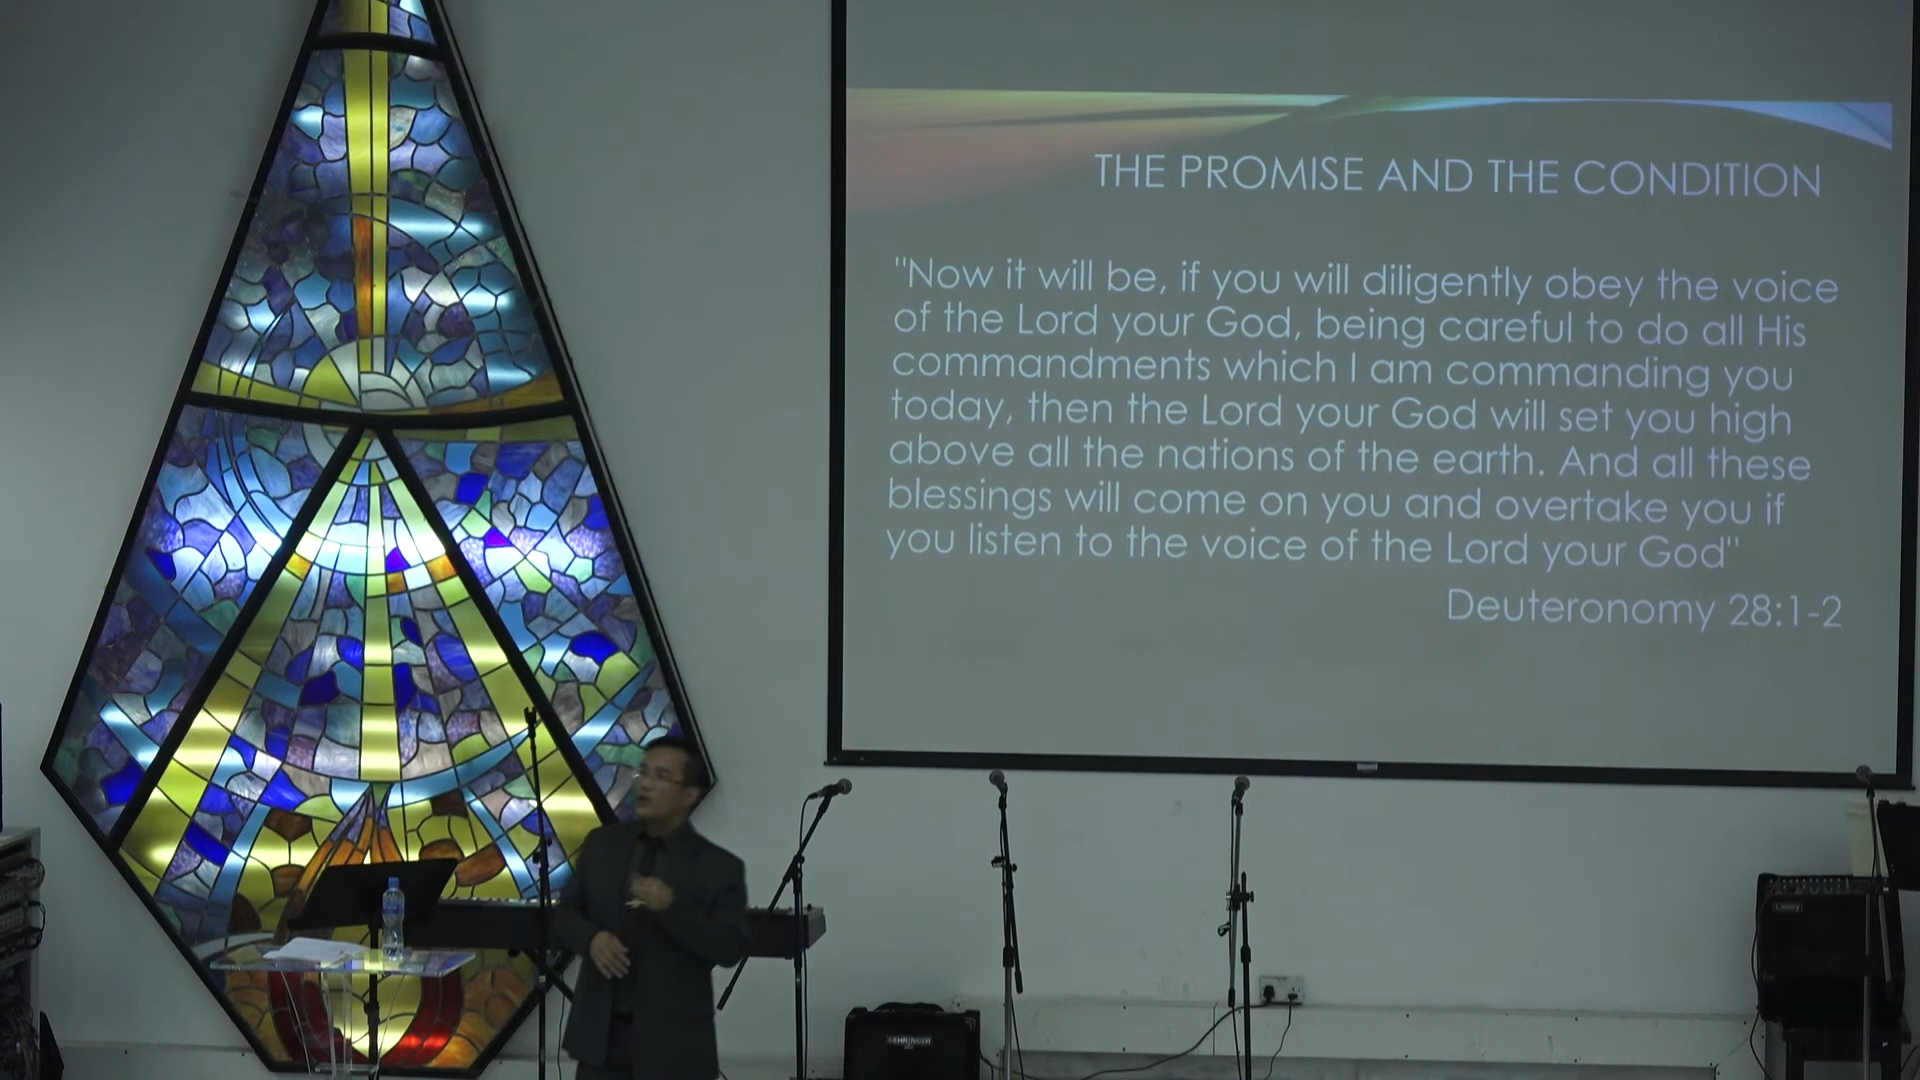 THE PROMISE AND THE CONDITION
"Now it will be, if you will diligently obey the voice
of the Lord your God, being careful to do all His
commandments which I am commanding you
today, then the Lord your God will set you high
above all the nations of the earth. And all these
blessings will come on you and overtake you if
you listen to the voice of the Lord your God"
Deuteronomy 28:1-2
BEHRINGER
Laney